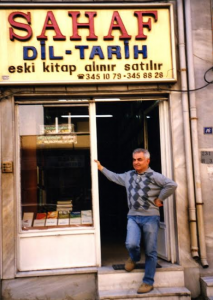 SAHAF
DİL-TARİH
eski kitap alınır satılır
☎ 345 10 79 - 345 88 28